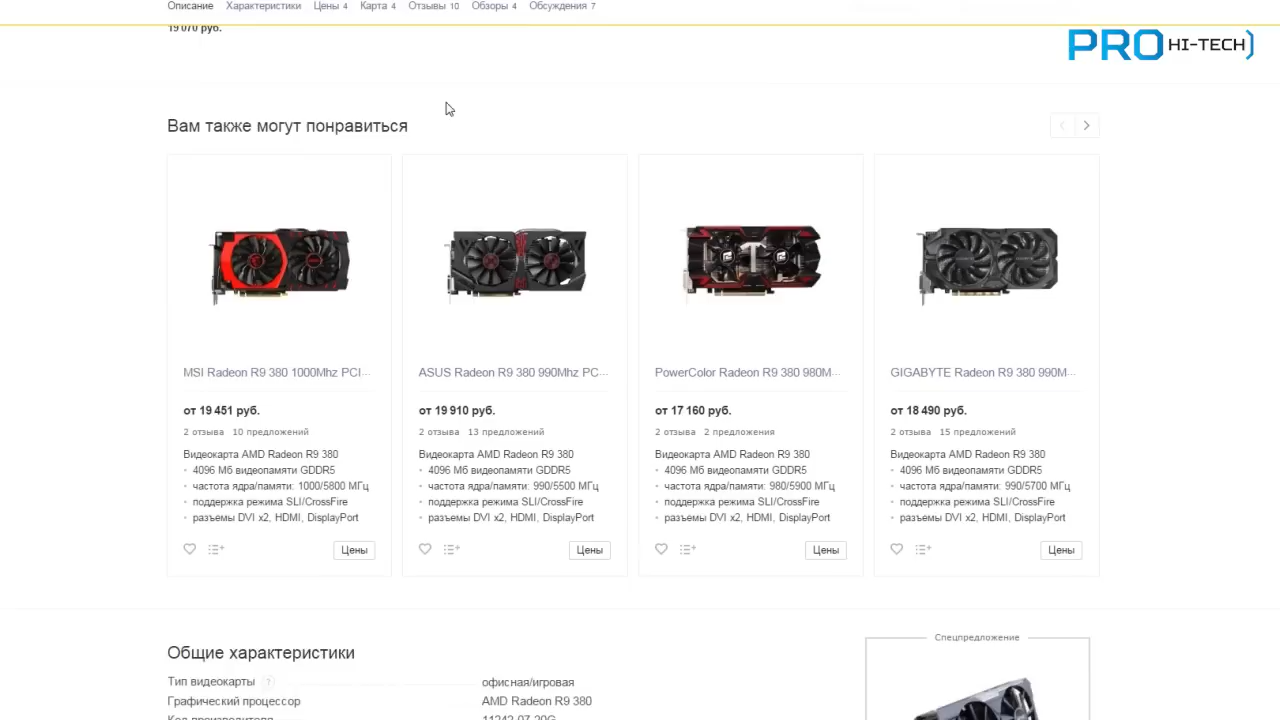 Описание Характеристики Цены 4 Карта 4 Отзывы 10 Обзоры 4 Обсуждения 7
19 070 руб.
PRO HI-TECH
Вам также могут понравиться
MSI Radeon R9 380 1000Mhz PCI...
от 19 451 руб.
2 отзыва 10 предложений
Видеокарта AMD Radeon R9 380
4096 Мб видеопамяти GDDR5
частота ядра/памяти: 1000/5800 МГц
поддержка режима SLI/CrossFire
разъемы DVI x2, HDMI, DisplayPort
Цены
ASUS Radeon R9 380 990Mhz PC...
от 19 910 руб.
2 отзыва 13 предложений
Видеокарта AMD Radeon R9 380
4096 Мб видеопамяти GDDR5
частота ядра/памяти: 990/5500 МГц
поддержка режима SLI/CrossFire
разъемы DVI x2, HDMI, DisplayPort
Цены
PowerColor Radeon R9 380 980M...
от 17 160 руб.
2 отзыва 2 предложения
Видеокарта AMD Radeon R9 380
4096 Мб видеопамяти GDDR5
частота ядра/памяти: 980/5900 МГц
поддержка режима SLI/CrossFire
разъемы DVI x2, HDMI, DisplayPort
Цены
GIGABYTE Radeon R9 380 990M...
от 18 490 руб.
2 отзыва 15 предложений
Видеокарта AMD Radeon R9 380
4096 Мб видеопамяти GDDR5
частота ядра/памяти: 990/5700 МГц
поддержка режима SLI/CrossFire
разъемы DVI x2, HDMI, DisplayPort
Цены
Общие характеристики
Тип видеокарты ? офисная/игровая
Графический процессор AMD Radeon R9 380
Код производителя 11242-07-20G
Спецпредложение